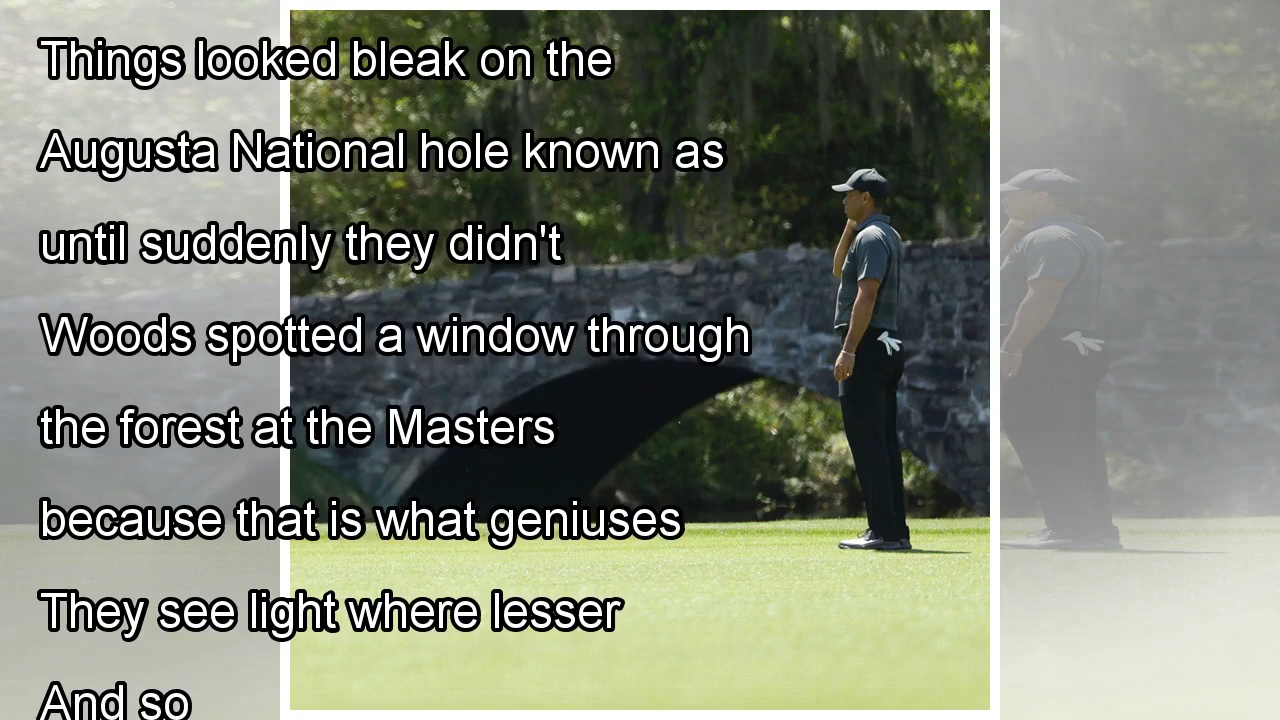 Things looked bleak on the
Augusta National hole known as
until suddenly they didn't
Woods spotted a window through
the forest at the Masters
because that is what geniuses
They see light where lesser
And so